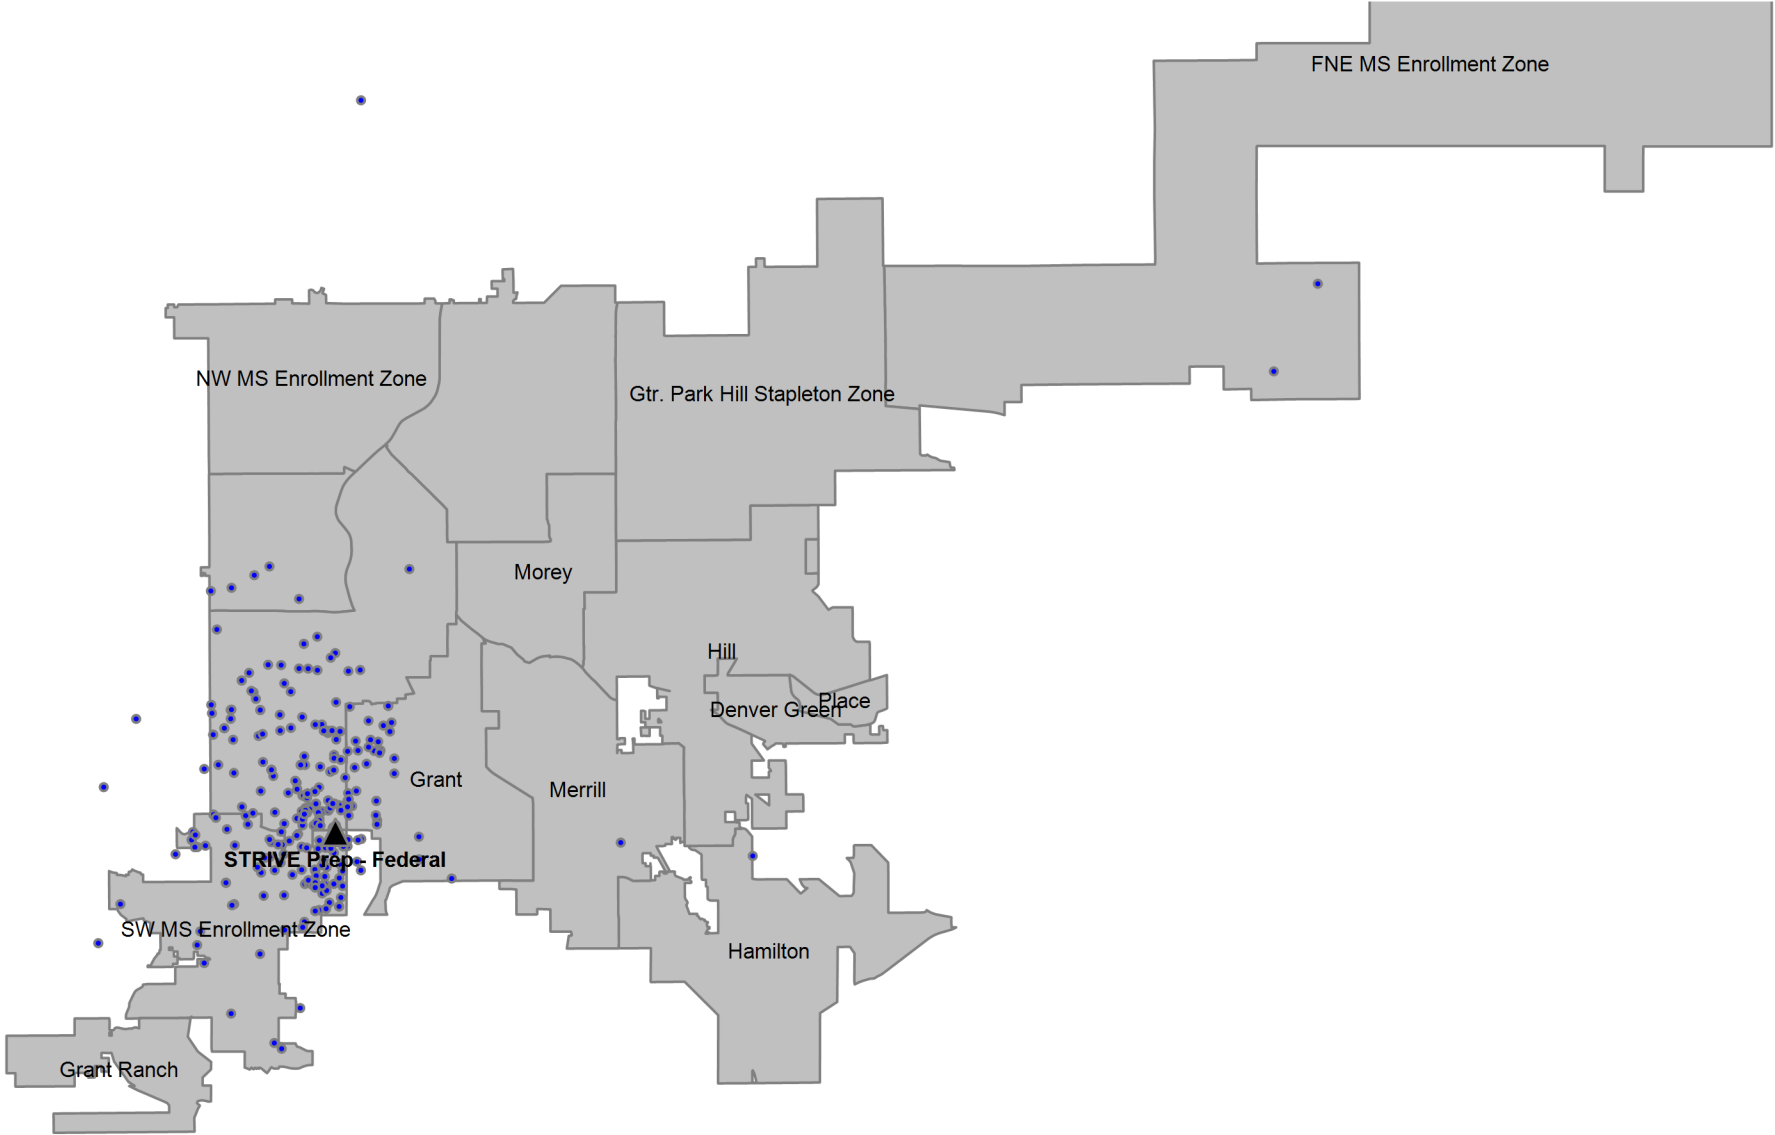 FNE MS Enrollment Zone
NW MS Enrollment Zone
Gtr. Park Hill Stapleton Zone
Morey
Hill
Place
Denver Green
Grant
Merrill
STRIVE Prep - Federal
SW MS Enrollment Zone
Hamilton
Grant Ranch